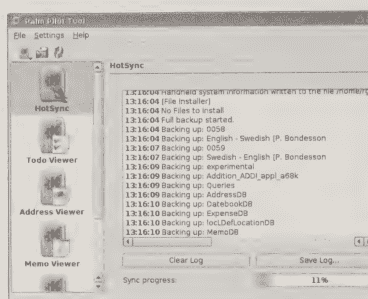 Palm Pilot Tool
File Settings Help
HotSync
Todo Viewer
Address Viewer
Memo Viewer
HotSync
13:16:04 Handheld system information written to the file /home/rg
13:16:04 [File Installer]
13:16:04 No Files to install
13:16:04 Full backup started.
13:16:04 Backing up: 0058
13:16:04 Backing up: English - Swedish [P. Bondesson
13:16:07 Backing up: 0059
13:16:07 Backing up: Swedish - English [P. Bondesson
13:16:09 Backing up: experimental
13:16:09 Backing up: Addition_ADDI_appl_a68k
13:16:09 Backing up: Queries
13:16:09 Backing up: AddressDB
13:16:10 Backing up: DatebookDB
13:16:10 Backing up: ExpenseDB
13:16:10 Backing up: locLDefLocationDB
13:16:10 Backing up: MemoDB
Clear Log
Save Log...
Sync progress:
11%